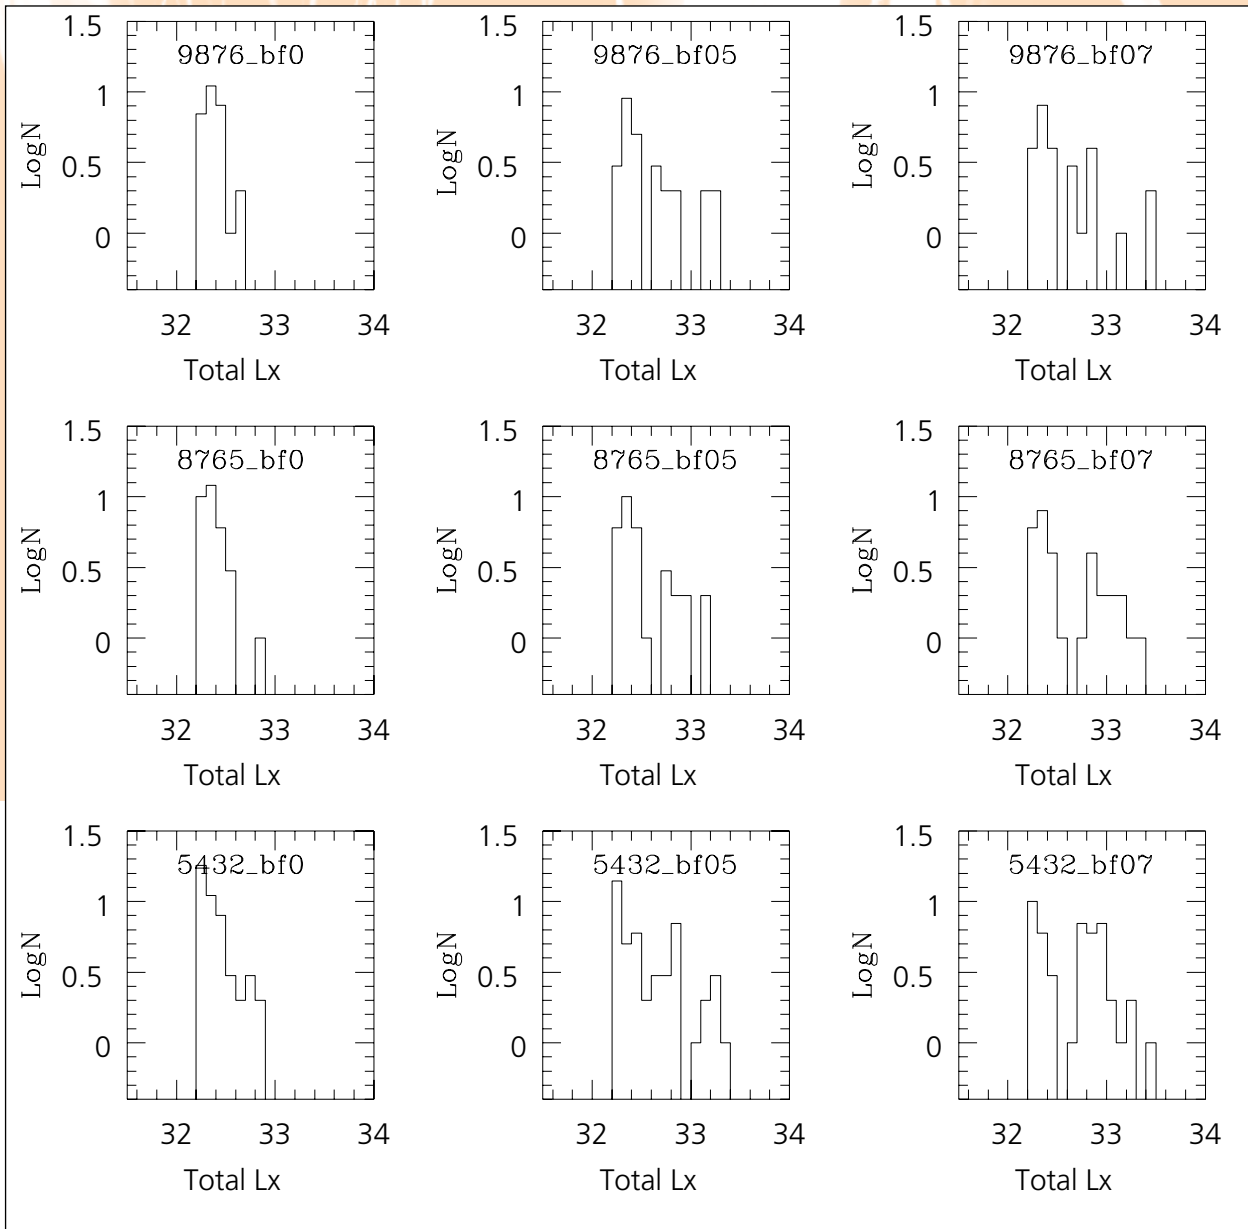 1.5
9876_bf0
1
LogN
0.5
0
32 33 34
Total Lx
1.5
9876_bf05
1
LogN
0.5
0
32 33 34
Total Lx
1.5
9876_bf07
1
LogN
0.5
0
32 33 34
Total Lx
1.5
8765_bf0
1
LogN
0.5
0
32 33 34
Total Lx
1.5
8765_bf05
1
LogN
0.5
0
32 33 34
Total Lx
1.5
8765_bf07
1
LogN
0.5
0
32 33 34
Total Lx
1.5
5432_bf0
1
LogN
0.5
0
32 33 34
Total Lx
1.5
5432_bf05
1
LogN
0.5
0
32 33 34
Total Lx
1.5
5432_bf07
1
LogN
0.5
0
32 33 34
Total Lx